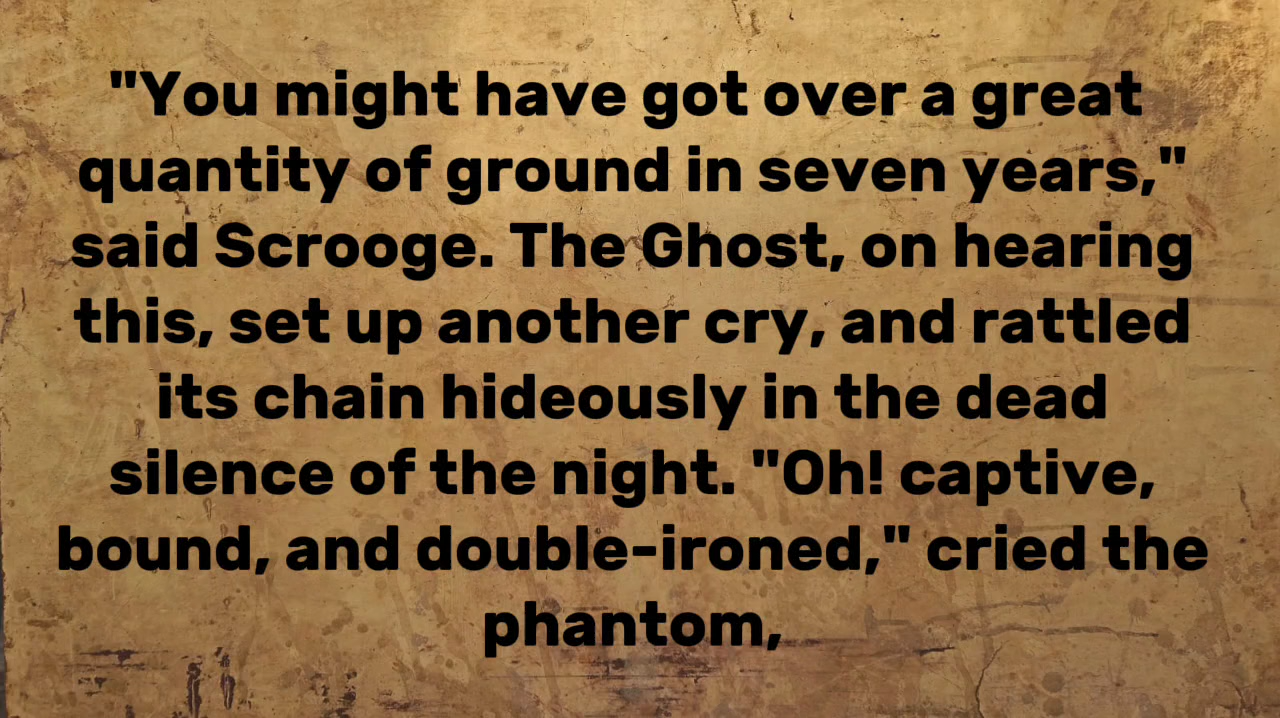 "You might have got over a great
quantity of ground in seven years,"
said Scrooge. The Ghost, on hearing
this, set up another cry, and rattled
its chain hideously in the dead
silence of the night. "Oh! captive,
bound, and double-ironed," cried the
phantom,